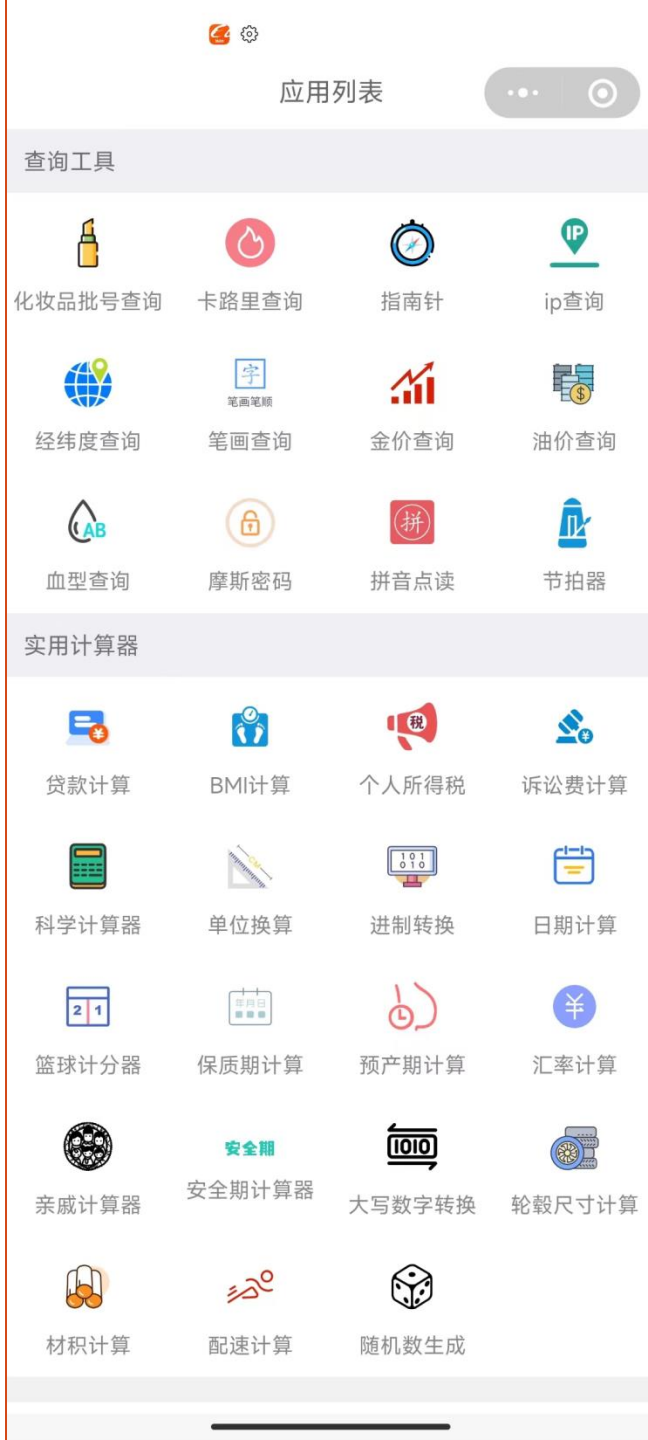 应用列表
查询工具
IP
化妆品批号查询 卡路里查询 指南针 ip查询
字
笔画笔顺
经纬度查询 笔画查询 金价查询 油价查询
AB 拼
血型查询 摩斯密码 拼音点读 节拍器
实用计算器
税
贷款计算 BMI计算 个人所得税 诉讼费计算
101
010
科学计算器 单位换算 进制转换 日期计算
2 1 年月日 ¥
篮球计分器 保质期计算 预产期计算 汇率计算
安全期 1010
亲戚计算器 安全期计算器 大写数字转换 轮毂尺寸计算
材积计算 配速计算 随机数生成